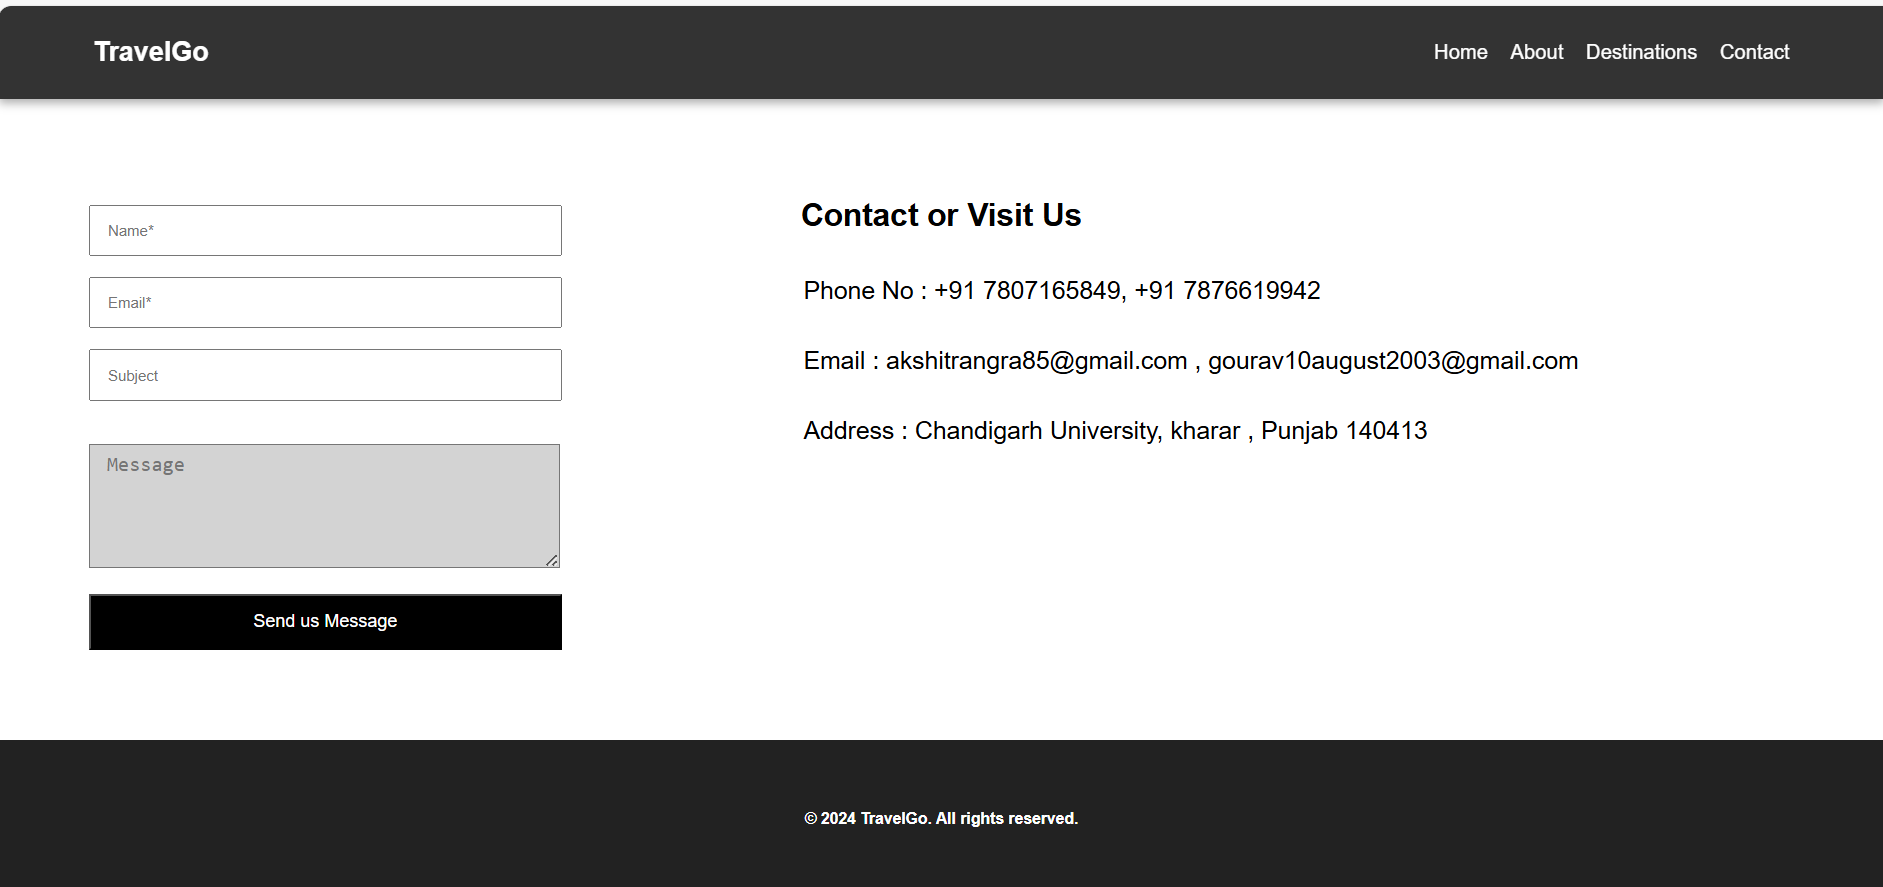 TravelGo
Home About Destinations Contact
Name*
Email*
Subject
Message
Send us Message
Contact or Visit Us
Phone No : +91 7807165849, +91 7876619942
Email : akshitrangra85@gmail.com , gourav10august2003@gmail.com
Address : Chandigarh University, kharar , Punjab 140413
© 2024 TravelGo. All rights reserved.